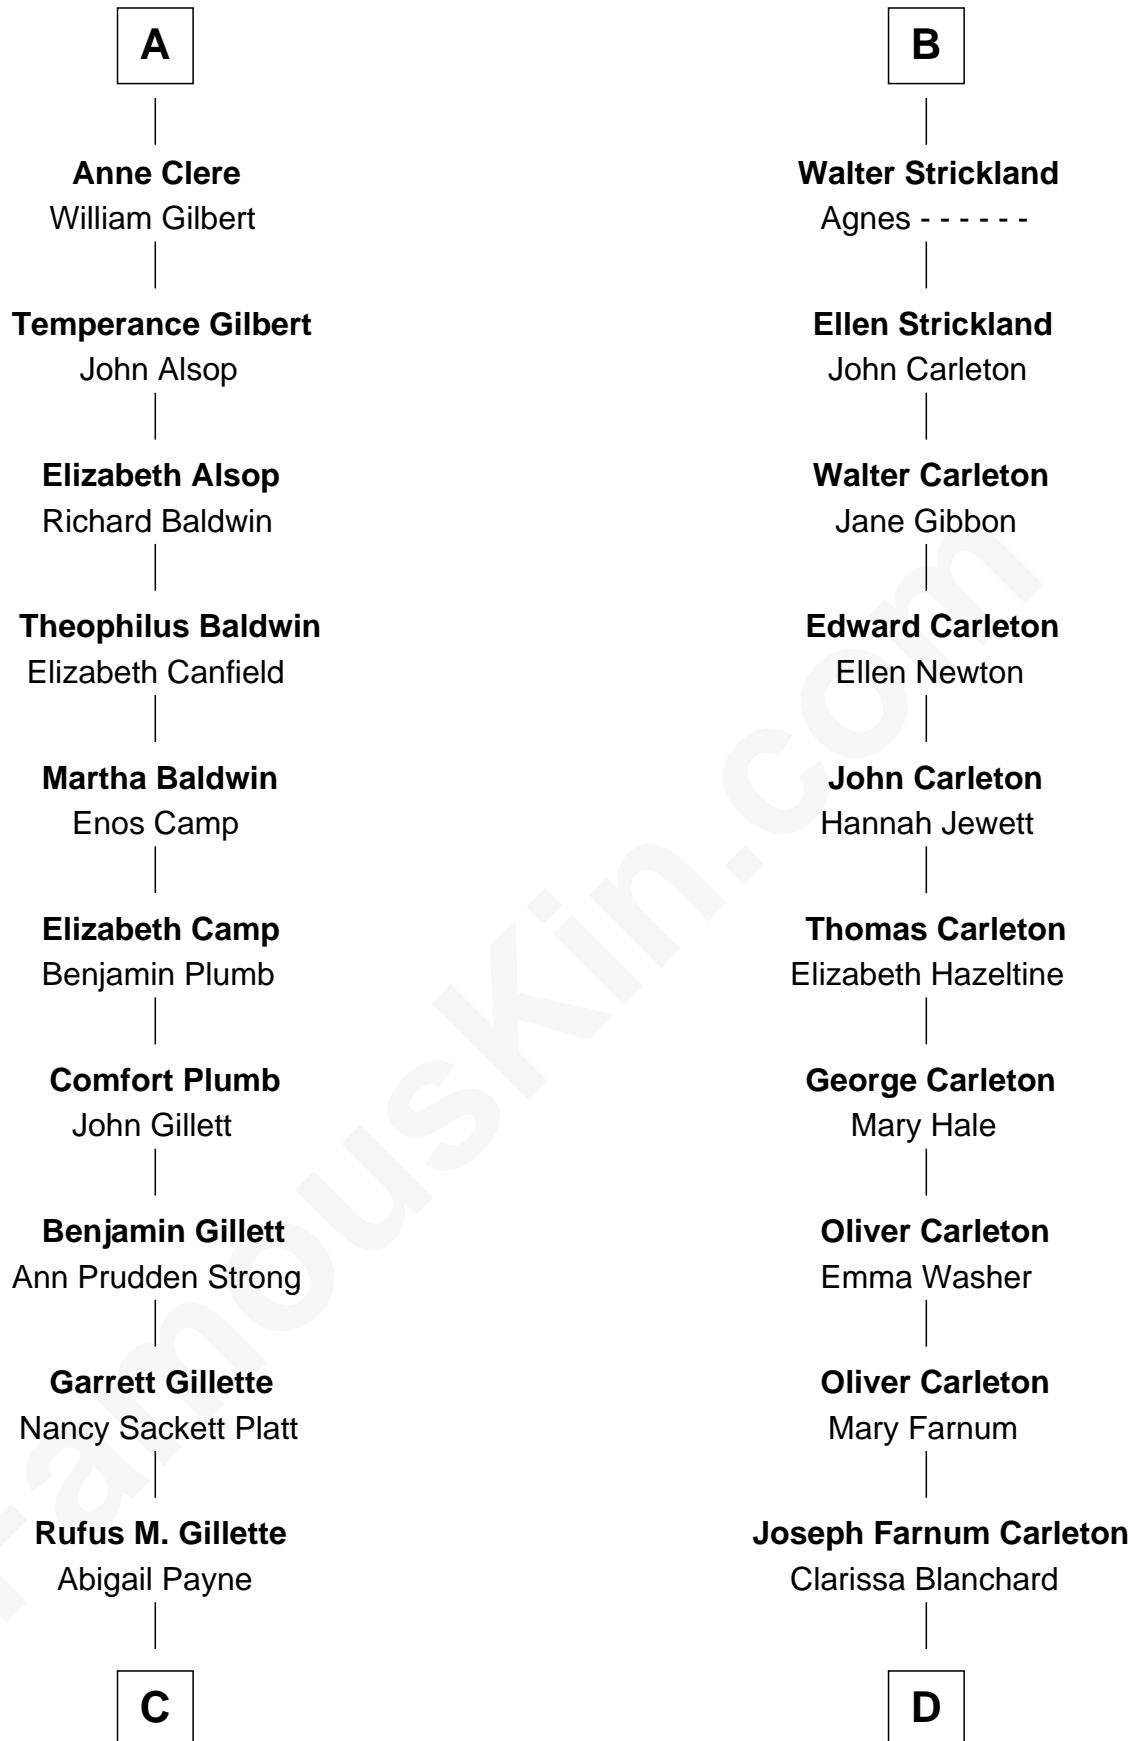 A
Anne Clere
William Gilbert
Temperance Gilbert
John Alsop
Elizabeth Alsop
Richard Baldwin
Theophilus Baldwin
Elizabeth Canfield
Martha Baldwin
Enos Camp
Elizabeth Camp
Benjamin Plumb
Comfort Plumb
John Gillett
Benjamin Gillett
Ann Prudden Strong
Garrett Gillette
Nancy Sackett Platt
Rufus M. Gillette
Abigail Payne
C
B
Walter Strickland
Agnes - - - - - -
Ellen Strickland
John Carleton
Walter Carleton
Jane Gibbon
Edward Carleton
Ellen Newton
John Carleton
Hannah Jewett
Thomas Carleton
Elizabeth Hazeltine
George Carleton
Mary Hale
Oliver Carleton
Emma Washer
Oliver Carleton
Mary Farnum
Joseph Farnum Carleton
Clarissa Blanchard
D
FamousKin.com